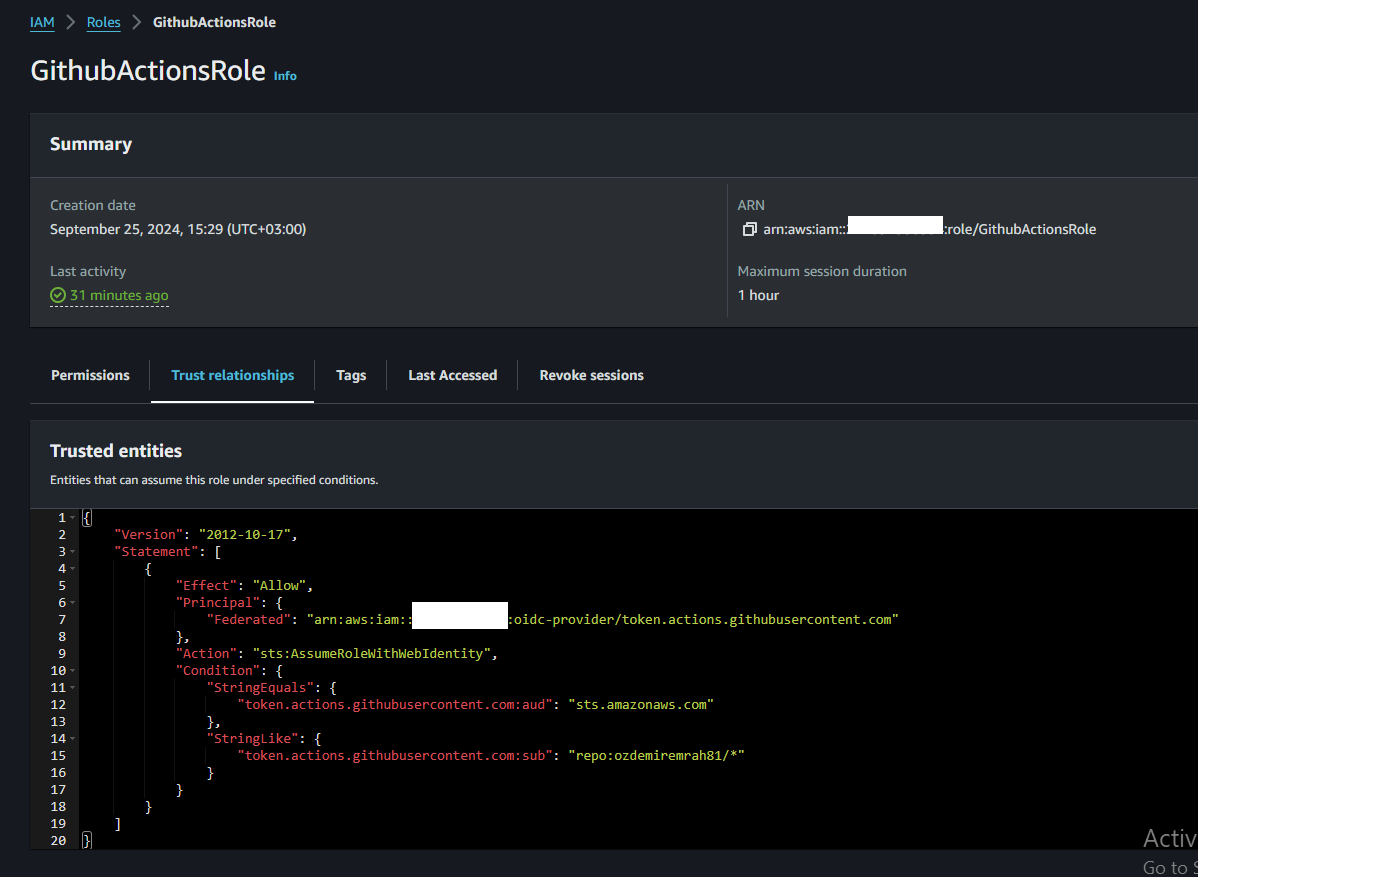 IAM > Roles > GithubActionsRole
GithubActionsRole Info
Summary
Creation date
September 25, 2024, 15:29 (UTC+03:00)
ARN
arn:aws:iam:: :role/GithubActionsRole
Last activity
31 minutes ago
Maximum session duration
1 hour
Permissions Trust relationships Tags Last Accessed Revoke sessions
Trusted entities
Entities that can assume this role under specified conditions.
1 {
2 "Version": "2012-10-17",
3 "Statement": [
4 {
5 "Effect": "Allow",
6 "Principal": {
7 "Federated": "arn:aws:iam:: :oidc-provider/token.actions.githubusercontent.com"
8 },
9 "Action": "sts:AssumeRoleWithWebIdentity",
10 "Condition": {
11 "StringEquals": {
12 "token.actions.githubusercontent.com:aud": "sts.amazonaws.com"
13 },
14 "StringLike": {
15 "token.actions.githubusercontent.com:sub": "repo:ozdemiremrah81/*"
16 }
17 }
18 }
19 ]
20 }
Activ
Go to S